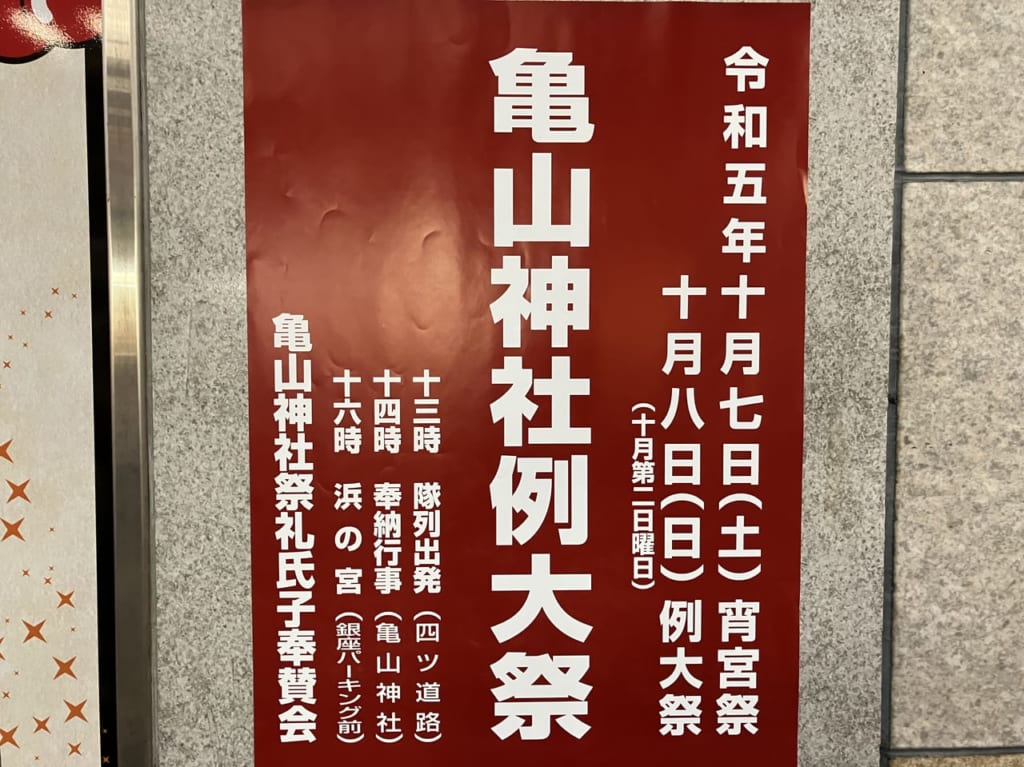 令和五年十月七日(土)宵宮祭
十月八日(日)例大祭
(十月第二日曜日)
亀山神社例大祭
十三時 隊列出発(四ツ道路)
十四時 奉納行事(亀山神社)
十六時 浜の宮(銀座パーキング前)
亀山神社祭礼氏子奉賛会